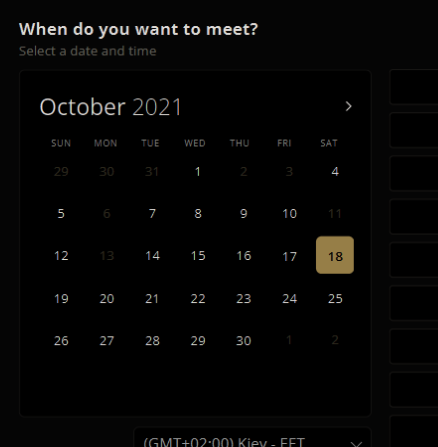 When do you want to meet?
Select a date and time
October 2021
SUN MON TUE WED THU FRI SAT
29 30 31 1 2 3 4
5 6 7 8 9 10 11
12 13 14 15 16 17 18
19 20 21 22 23 24 25
26 27 28 29 30 1 2
(GMT+02:00) Kiev - EET